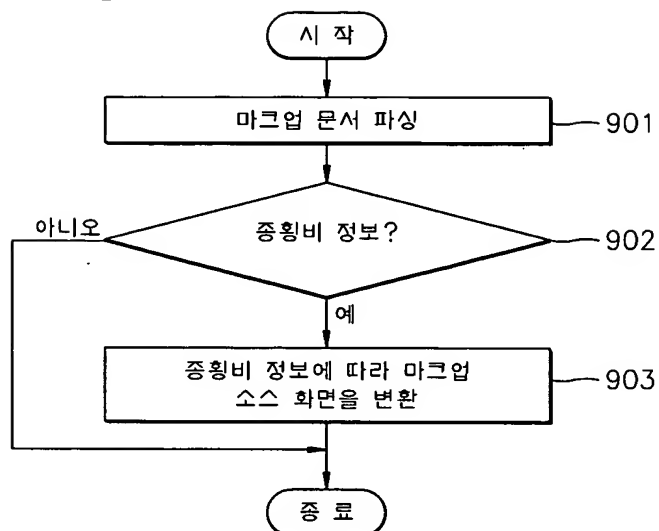 시 작
마크업 문서 파싱
901
아니오
종횡비 정보?
902
예
종횡비 정보에 따라 마크업
소스 화면을 변환
903
종 료